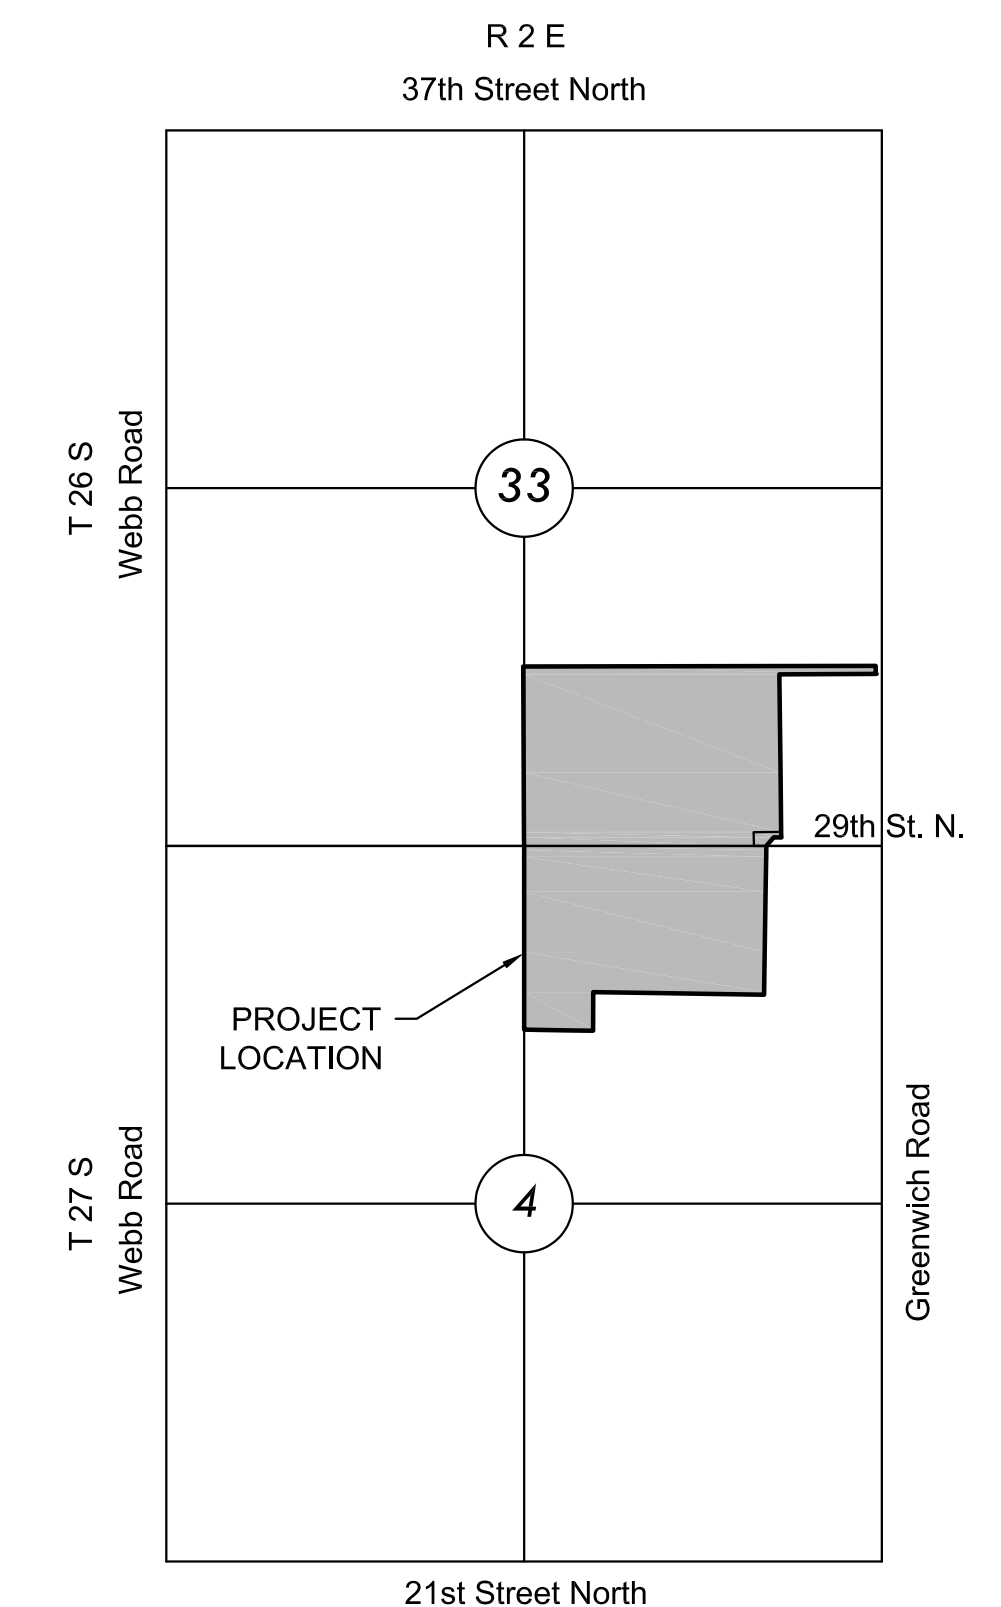 R 2 E
37th Street North
T 26 S
Webb Road
33
29th St. N.
PROJECT
LOCATION
T 27 S
Webb Road
4
Greenwich Road
21st Street North